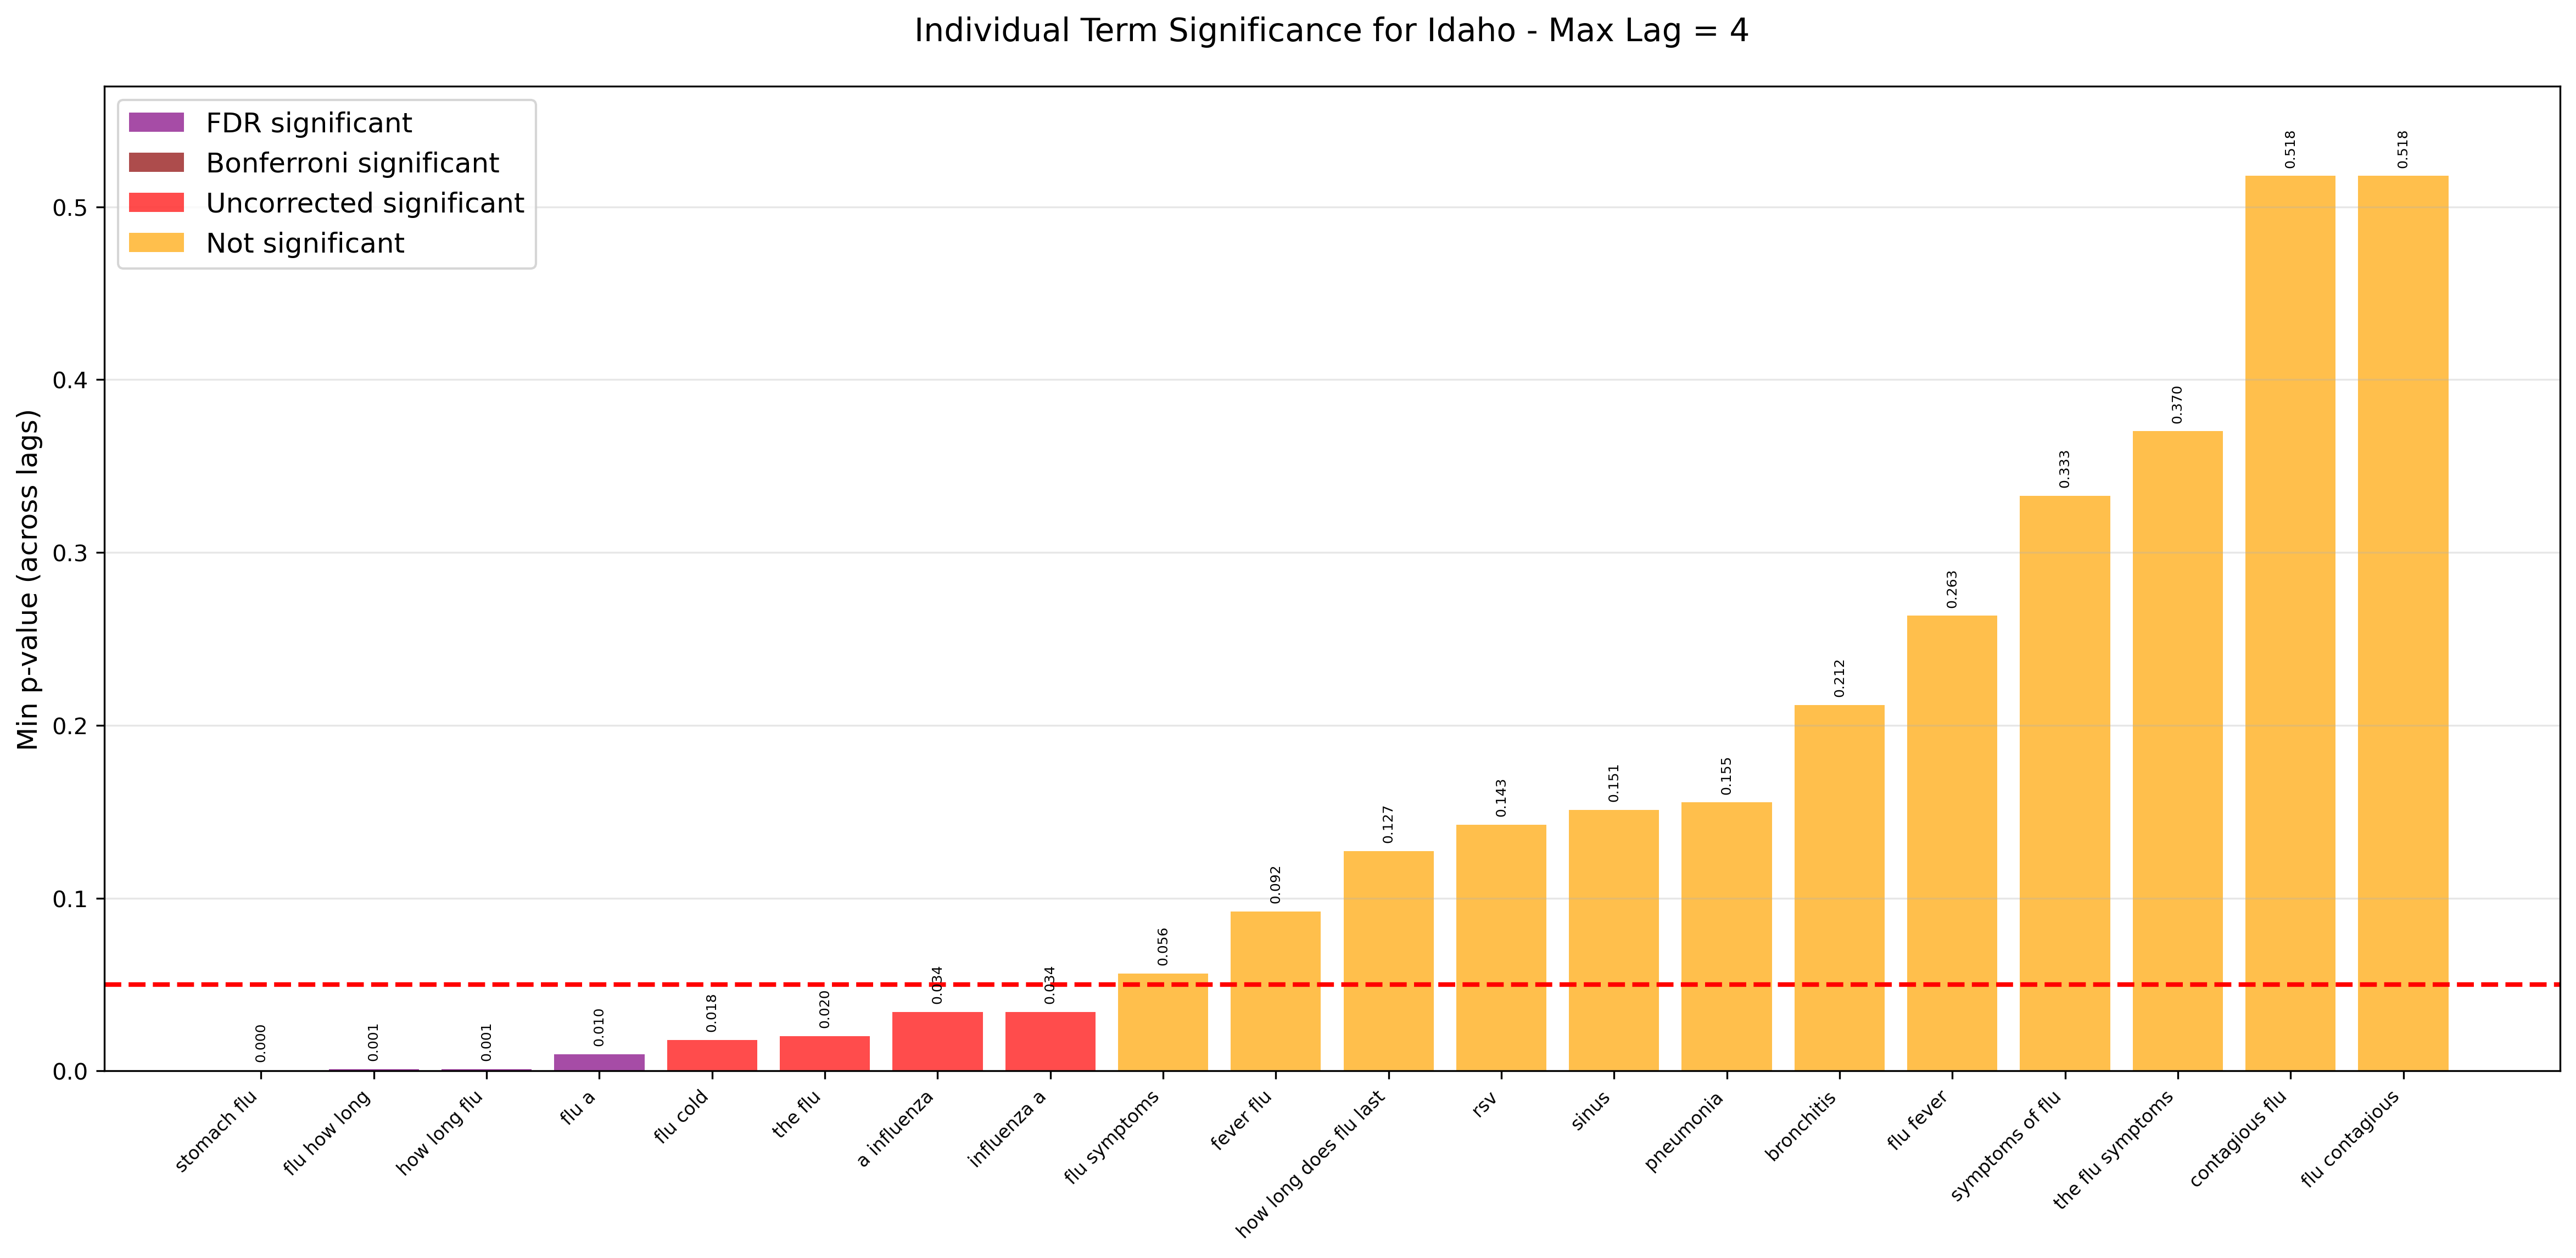 Individual Term Significance for Idaho - Max Lag = 4
FDR significant
Bonferroni significant
Uncorrected significant
Not significant
Min p-value (across lags)
0.5
0.4
0.3
0.2
0.1
0.0
0.000
0.001
0.001
0.010
0.018
0.020
0.034
0.034
0.056
0.092
0.127
0.143
0.151
0.155
0.212
0.263
0.333
0.370
0.518
0.518
stomach flu
flu how long
how long flu
flu a
flu cold
the flu
a influenza
influenza a
flu symptoms
fever flu
how long does flu last
rsv
sinus
pneumonia
bronchitis
flu fever
symptoms of flu
the flu symptoms
contagious flu
flu contagious